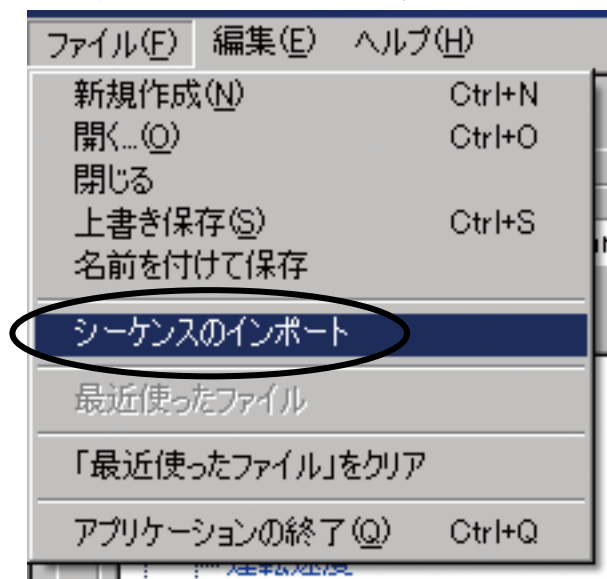 ファイル(F) 編集(E) ヘルプ(H)
新規作成(N) Ctrl+N
開く...(O) Ctrl+O
閉じる
上書き保存(S) Ctrl+S
名前を付けて保存
シーケンスのインポート
最近使ったファイル
「最近使ったファイル」をクリア
アプリケーションの終了(Q) Ctrl+Q